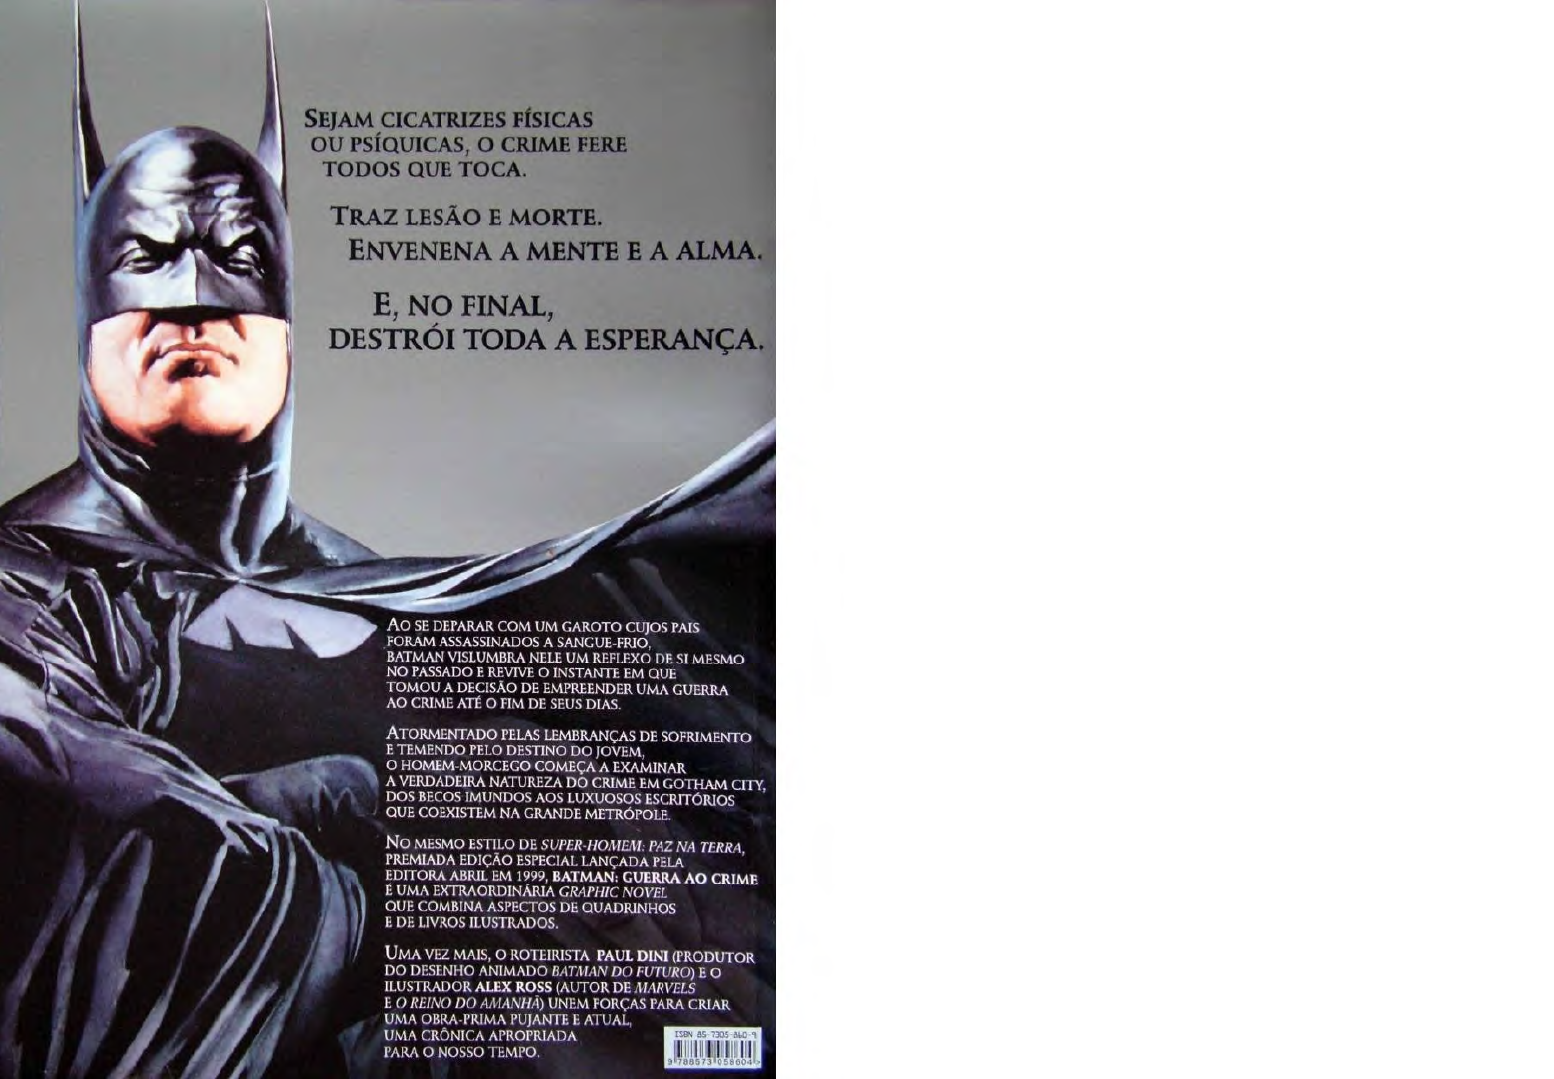 SEJAM CICATRIZES FÍSICAS
OU PSÍQUICAS, O CRIME FERE
TODOS QUE TOCA.
TRAZ LESÃO E MORTE.
ENVENENA A MENTE E A ALMA.
E, NO FINAL,
DESTRÓI TODA A ESPERANÇA.
AO SE DEPARAR COM UM GAROTO CUJOS PAIS
FORAM ASSASSINADOS A SANGUE-FRIO,
BATMAN VISLUMBRA NELE UM REFLEXO DE SI MESMO
NO PASSADO E REVIVE O INSTANTE EM QUE
TOMOU A DECISÃO DE EMPREENDER UMA GUERRA
AO CRIME ATÉ O FIM DE SEUS DIAS.
ATORMENTADO PELAS LEMBRANÇAS DE SOFRIMENTO
E TEMENDO PELO DESTINO DO JOVEM,
O HOMEM-MORCEGO COMEÇA A EXAMINAR
A VERDADEIRA NATUREZA DO CRIME EM GOTHAM CITY,
DOS BECOS IMUNDOS AOS LUXUOSOS ESCRITÓRIOS
QUE COEXISTEM NA GRANDE METRÓPOLE.
NO MESMO ESTILO DE SUPER-HOMEM: PAZ NA TERRA,
PREMIADA EDIÇÃO ESPECIAL LANÇADA PELA
EDITORA ABRIL EM 1999, BATMAN: GUERRA AO CRIME
É UMA EXTRAORDINÁRIA GRAPHIC NOVEL
QUE COMBINA ASPECTOS DE QUADRINHOS
E DE LIVROS ILUSTRADOS.
UMA VEZ MAIS, O ROTEIRISTA PAUL DINI (PRODUTOR
DO DESENHO ANIMADO BATMAN DO FUTURO) E O
ILUSTRADOR ALEX ROSS (AUTOR DE MARVELS
E O REINO DO AMANHÃ) UNEM FORÇAS PARA CRIAR
UMA OBRA-PRIMA PUJANTE E ATUAL,
UMA CRÔNICA APROPRIADA
PARA O NOSSO TEMPO.
ISBN 85-7305-860-9
9 788573 058604 >